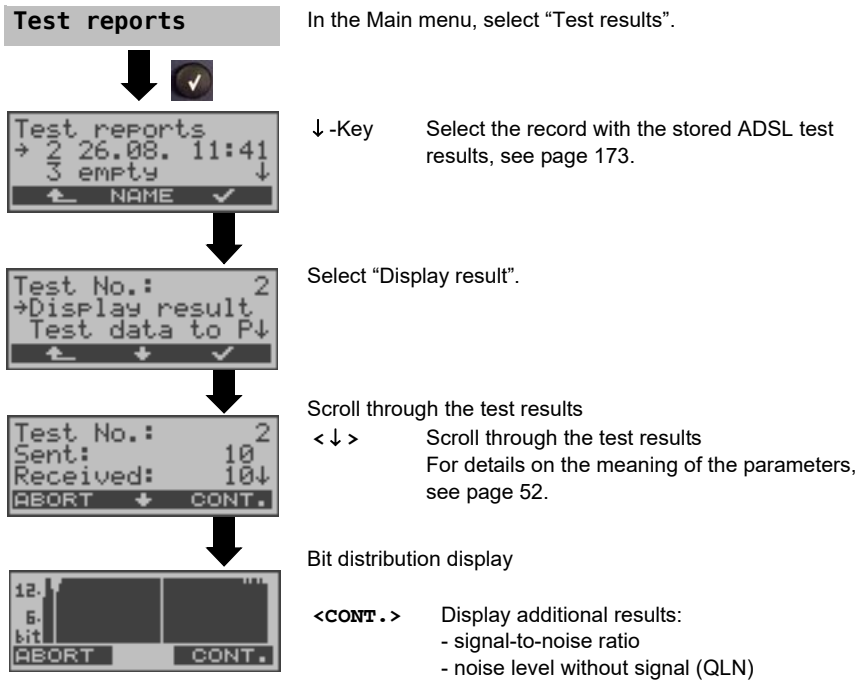 Test reports
In the Main menu, select “Test results”.
Test reports
→ 2 26.08. 11:41
3 empty ↓
NAME ✓
↓ -Key Select the record with the stored ADSL test
results, see page 173.
Test No.: 2
→Display result
Test data to P↓
Select “Display result”.
Scroll through the test results
Test No.: 2
Sent: 10
Received: 10↓
ABORT CONT.
<↓> Scroll through the test results
For details on the meaning of the parameters,
see page 52.
Bit distribution display
12
6
bit
ABORT CONT.
<CONT.> Display additional results:
- signal-to-noise ratio
- noise level without signal (QLN)